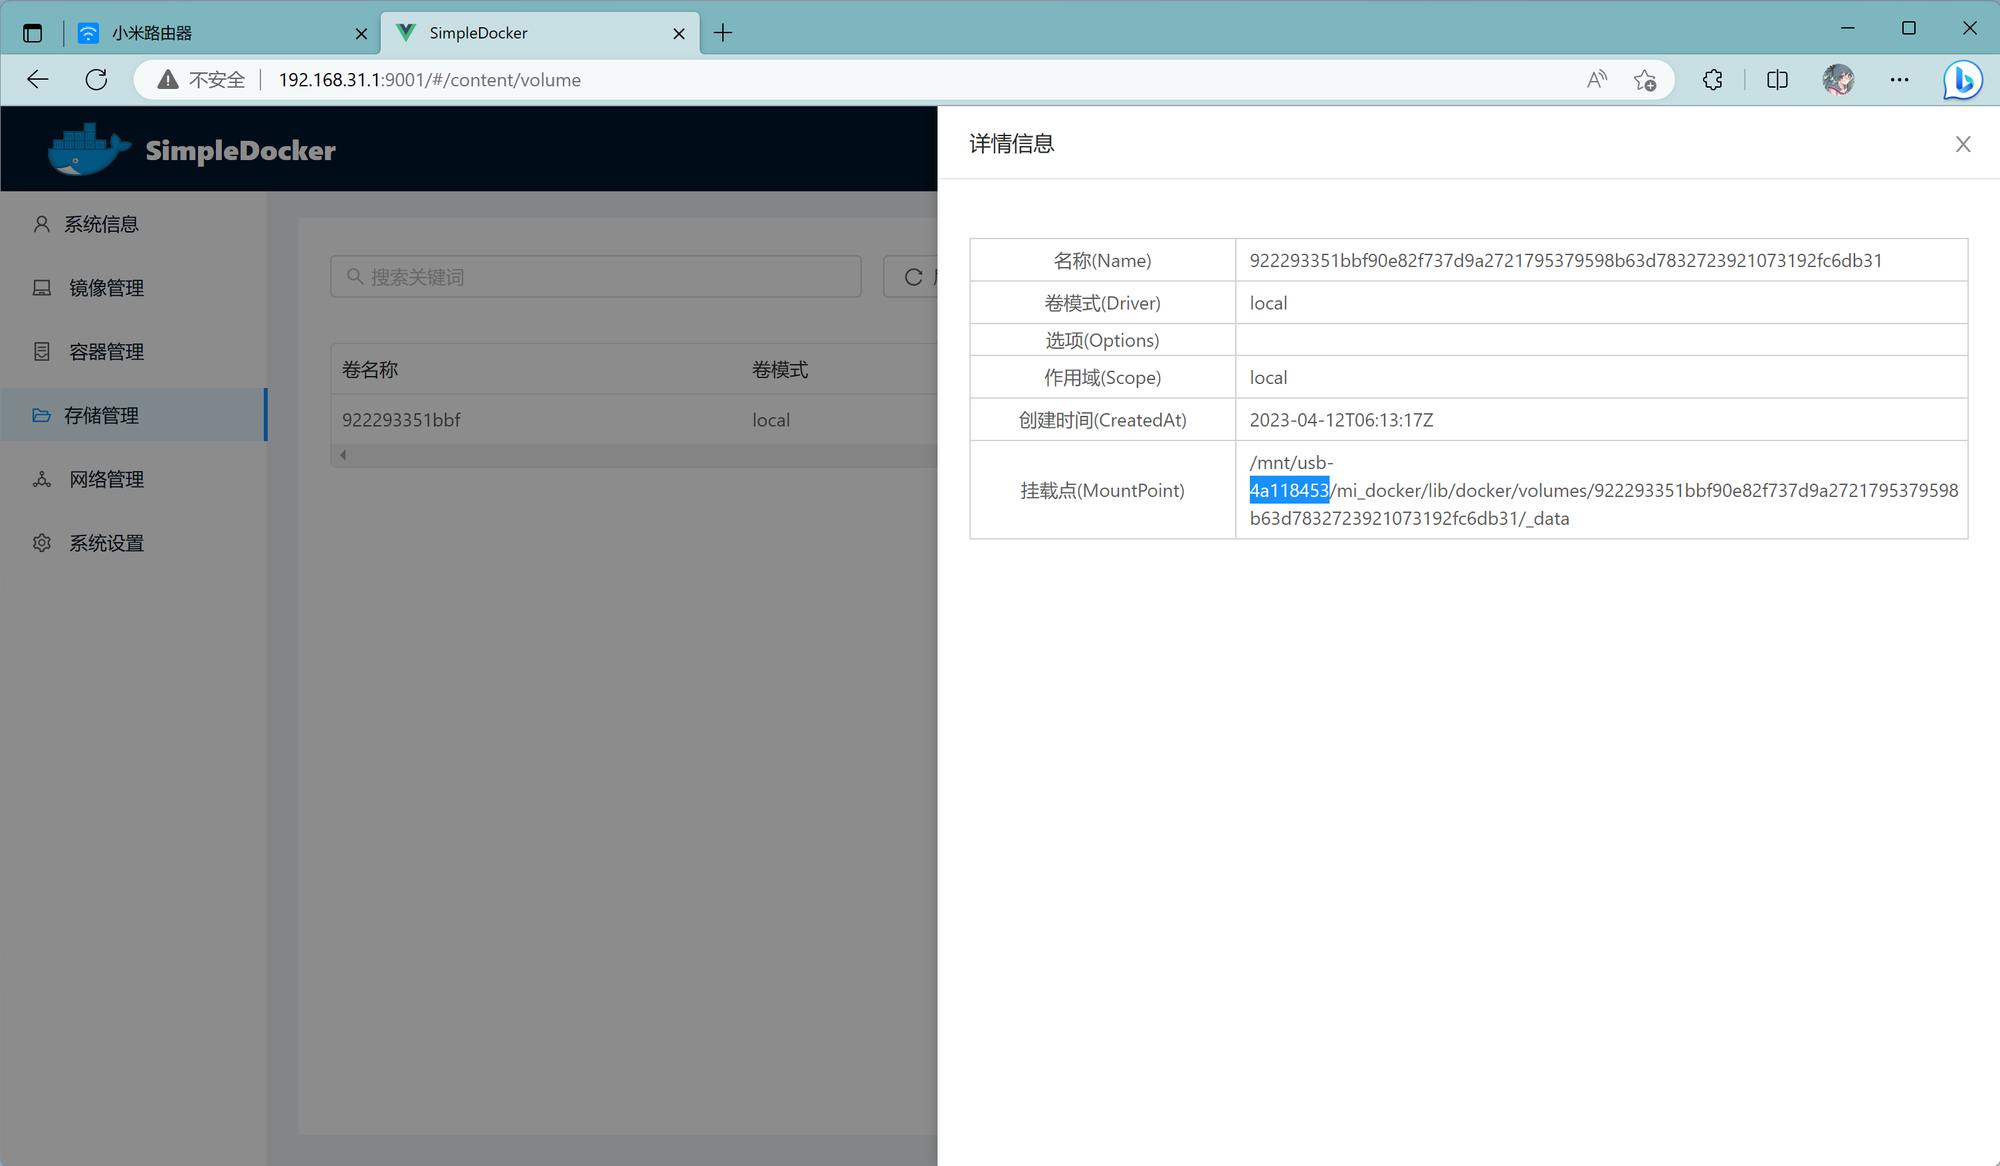 小米路由器
SimpleDocker
不安全
192.168.31.1:9001/#/content/volume
SimpleDocker
系统信息
镜像管理
容器管理
存储管理
网络管理
系统设置
搜索关键词
卷名称 卷模式
922293351bbf local
详情信息
名称(Name) 922293351bbf90e82f737d9a2721795379598b63d7832723921073192fc6db31
卷模式(Driver) local
选项(Options)
作用域(Scope) local
创建时间(CreatedAt) 2023-04-12T06:13:17Z
挂载点(MountPoint) /mnt/usb-
4a118453/mi_docker/lib/docker/volumes/922293351bbf90e82f737d9a2721795379598
b63d7832723921073192fc6db31/_data